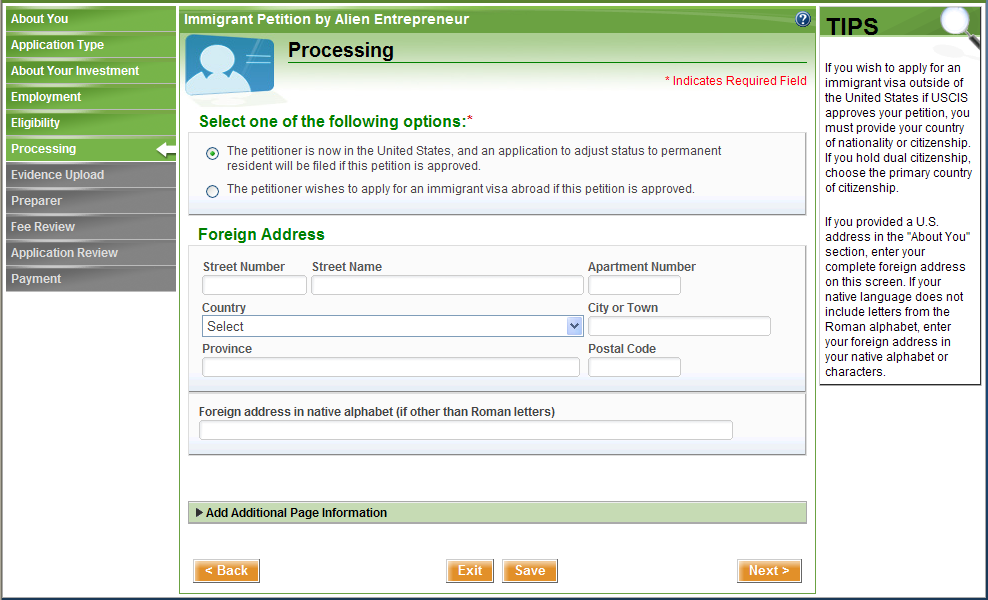 About You
Application Type
About Your Investment
Employment
Eligibility
Processing
Evidence Upload
Preparer
Fee Review
Application Review
Payment
Immigrant Petition by Alien Entrepreneur
?
Processing
* Indicates Required Field
Select one of the following options:*
The petitioner is now in the United States, and an application to adjust status to permanent
resident will be filed if this petition is approved.
The petitioner wishes to apply for an immigrant visa abroad if this petition is approved.
Foreign Address
Street Number Street Name Apartment Number
Country City or Town
Select
Province Postal Code
Foreign address in native alphabet (if other than Roman letters)
Add Additional Page Information
< Back Exit Save Next >
TIPS
If you wish to apply for an
immigrant visa outside of
the United States if USCIS
approves your petition, you
must provide your country
of nationality or citizenship.
If you hold dual citizenship,
choose the primary country
of citizenship.
If you provided a U.S.
address in the "About You"
section, enter your
complete foreign address
on this screen. If your
native language does not
include letters from the
Roman alphabet, enter
your foreign address in
your native alphabet or
characters.